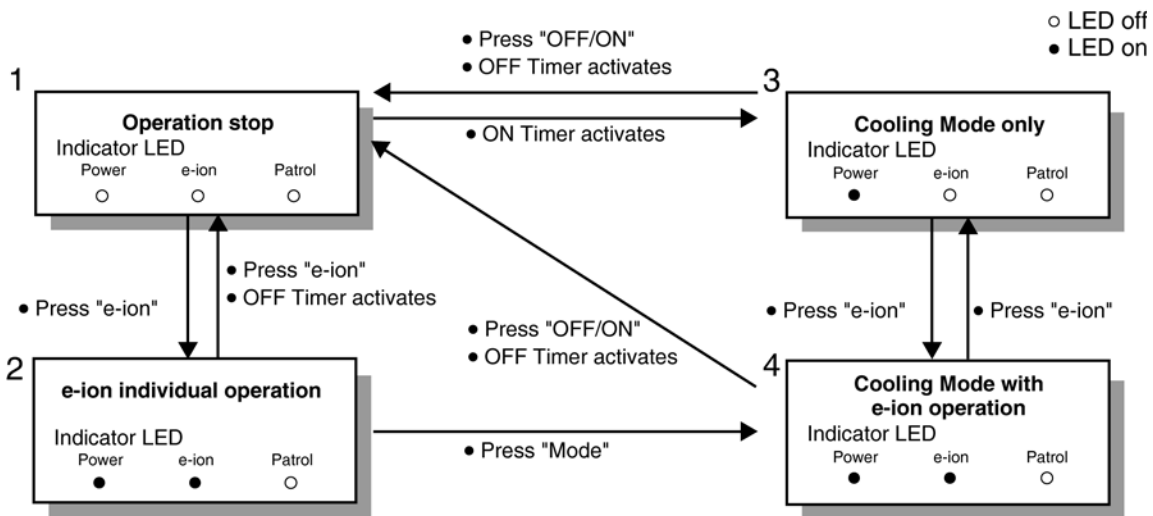 ○ LED off
● LED on
● Press "OFF/ON"
● OFF Timer activates
1
Operation stop
Indicator LED
Power e-ion Patrol
○ ○ ○
● ON Timer activates
3
Cooling Mode only
Indicator LED
Power e-ion Patrol
● ○ ○
● Press "e-ion"
● Press "e-ion"
● OFF Timer activates
● Press "OFF/ON"
● OFF Timer activates
● Press "e-ion"
● Press "e-ion"
2
e-ion individual operation
Indicator LED
Power e-ion Patrol
● ● ○
● Press "Mode"
4
Cooling Mode with
e-ion operation
Indicator LED
Power e-ion Patrol
● ● ○